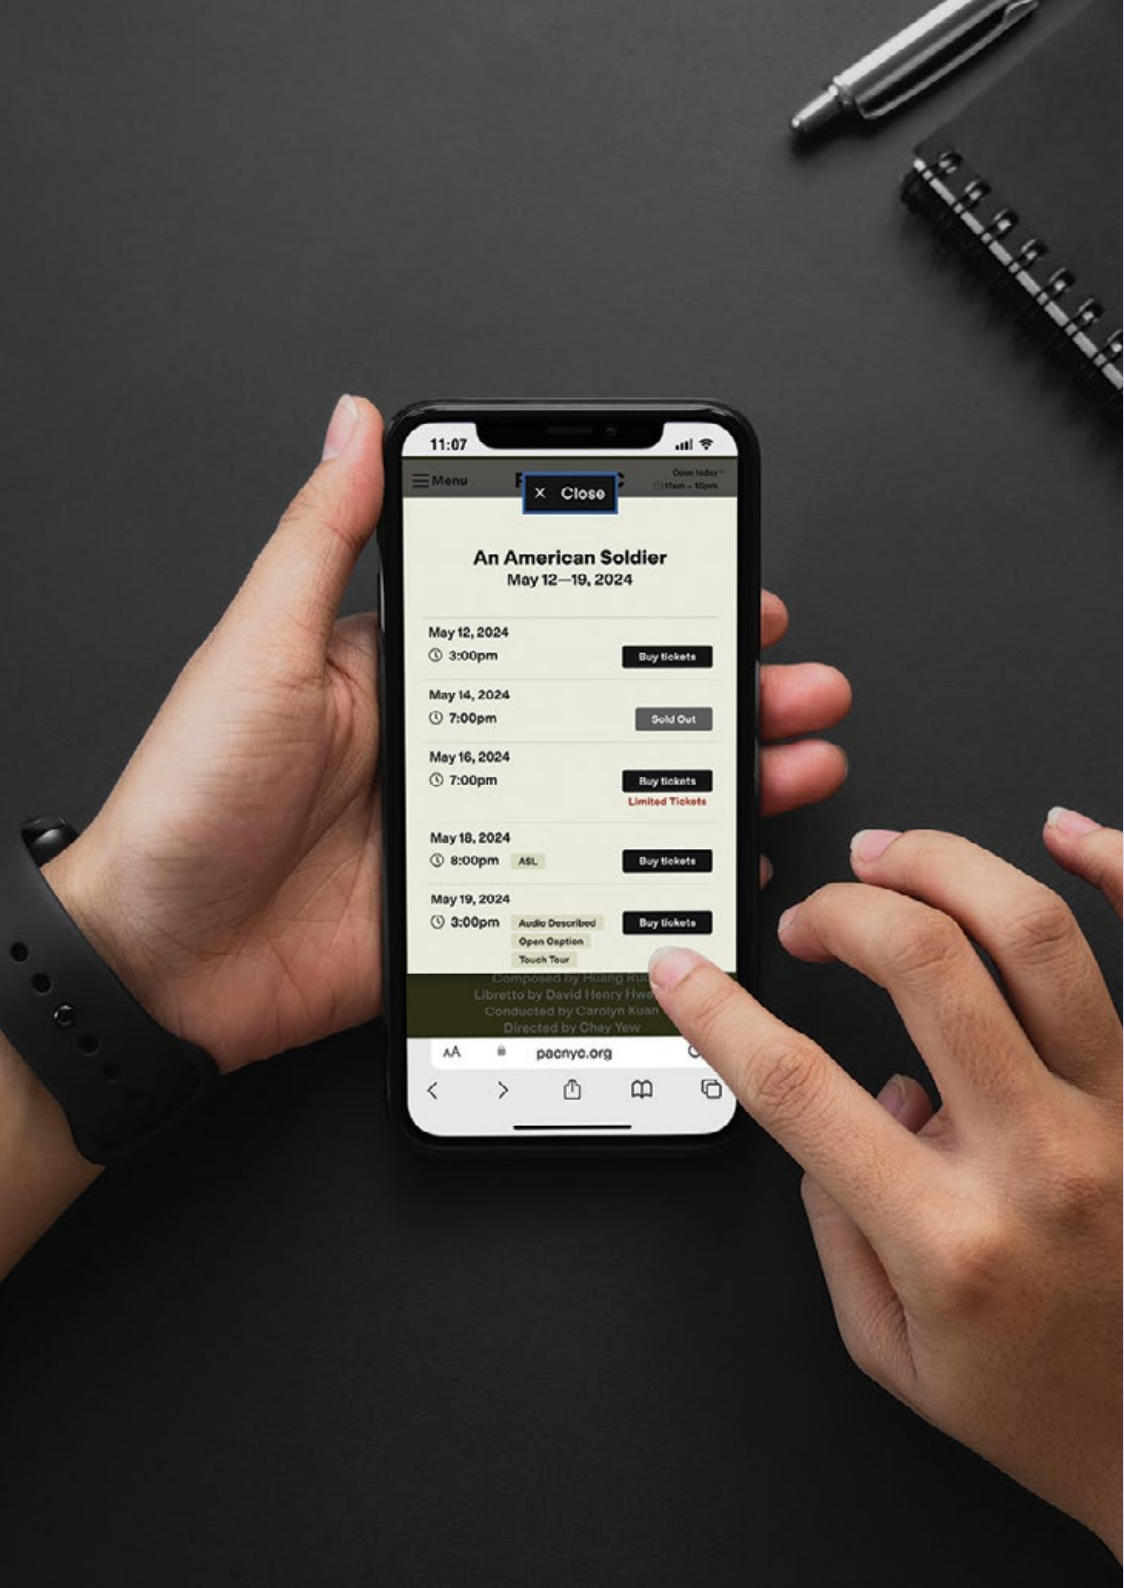 11:07
Menu
Open today
11am – 10pm
× Close
An American Soldier
May 12—19, 2024
May 12, 2024
3:00pm
Buy tickets
May 14, 2024
7:00pm
Sold Out
May 16, 2024
7:00pm
Buy tickets
Limited Tickets
May 18, 2024
8:00pm ASL
Buy tickets
May 19, 2024
3:00pm Audio Described
Buy tickets
Open Caption
Touch Tour
Composed by Huang
Libretto by David Henry
Conducted by Carolyn Kuan
Directed by Chay Yew
AA pacnyc.org